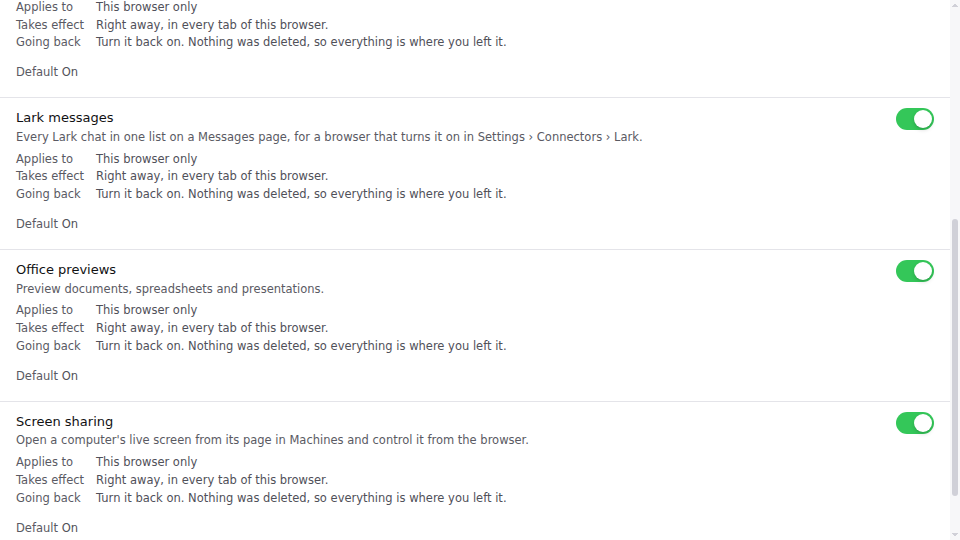 Applies to This browser only
Takes effect Right away, in every tab of this browser.
Going back Turn it back on. Nothing was deleted, so everything is where you left it.
Default On
Lark messages
Every Lark chat in one list on a Messages page, for a browser that turns it on in Settings › Connectors › Lark.
Applies to This browser only
Takes effect Right away, in every tab of this browser.
Going back Turn it back on. Nothing was deleted, so everything is where you left it.
Default On
Office previews
Preview documents, spreadsheets and presentations.
Applies to This browser only
Takes effect Right away, in every tab of this browser.
Going back Turn it back on. Nothing was deleted, so everything is where you left it.
Default On
Screen sharing
Open a computer's live screen from its page in Machines and control it from the browser.
Applies to This browser only
Takes effect Right away, in every tab of this browser.
Going back Turn it back on. Nothing was deleted, so everything is where you left it.
Default On